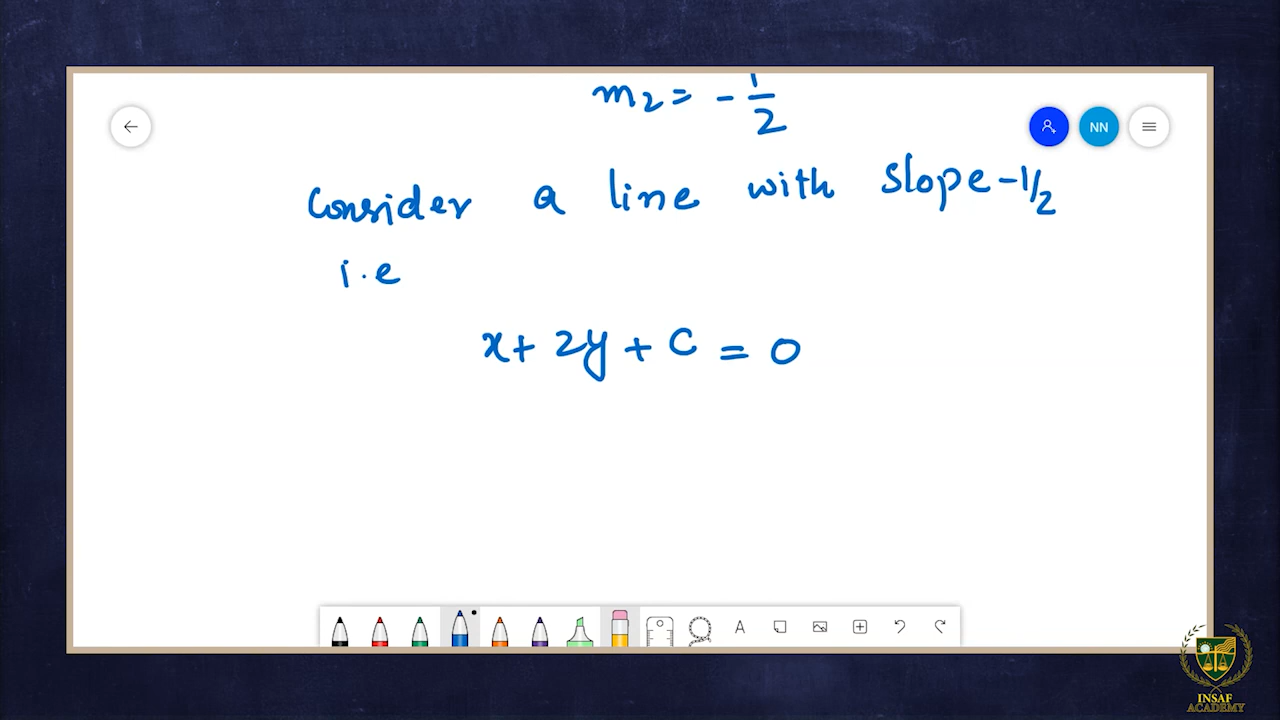 m2 = - 1/2
NN
Consider a line with slope -1/2
i.e
x + 2y + c = 0
A
INSAF
ACADEMY